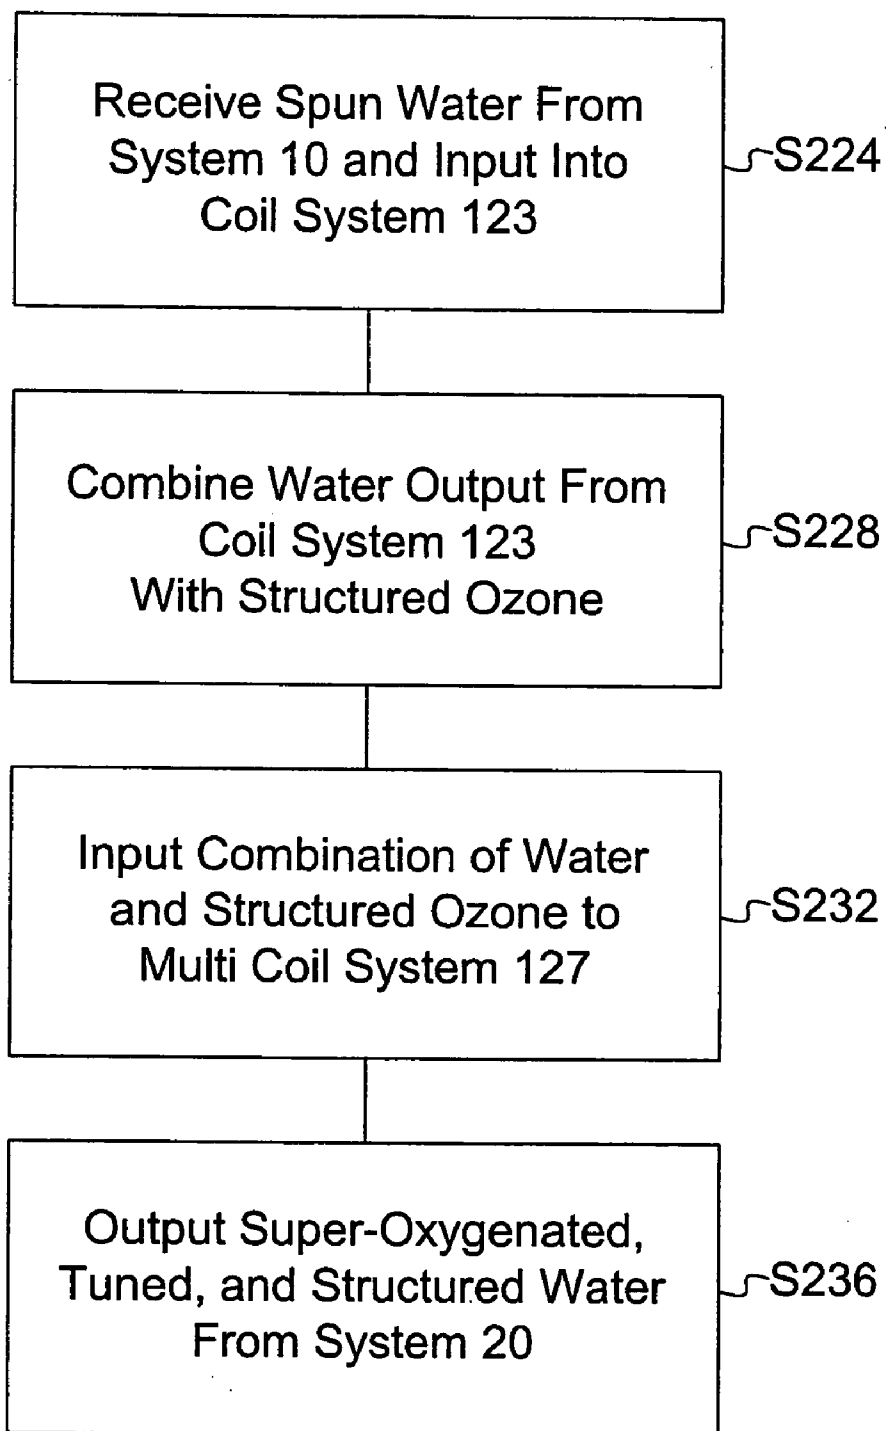 Receive Spun Water From
System 10 and Input Into
Coil System 123
S224
Combine Water Output From
Coil System 123
With Structured Ozone
S228
Input Combination of Water
and Structured Ozone to
Multi Coil System 127
S232
Output Super-Oxygenated,
Tuned, and Structured Water
From System 20
S236